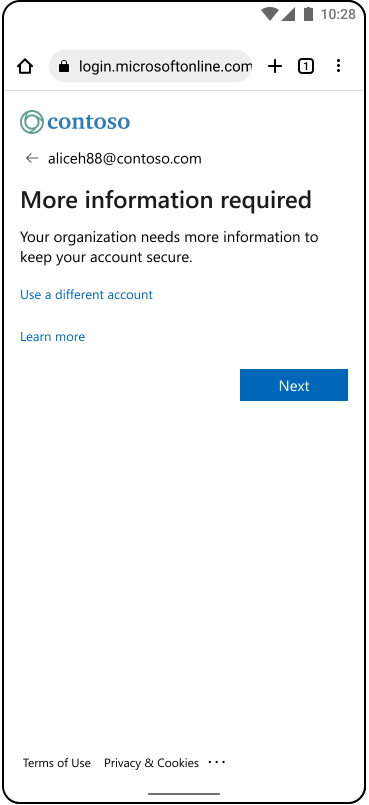 10:28
login.microsoftonline.com
1
contoso
aliceh88@contoso.com
More information required
Your organization needs more information to
keep your account secure.
Use a different account
Learn more
Next
Terms of Use Privacy & Cookies ...